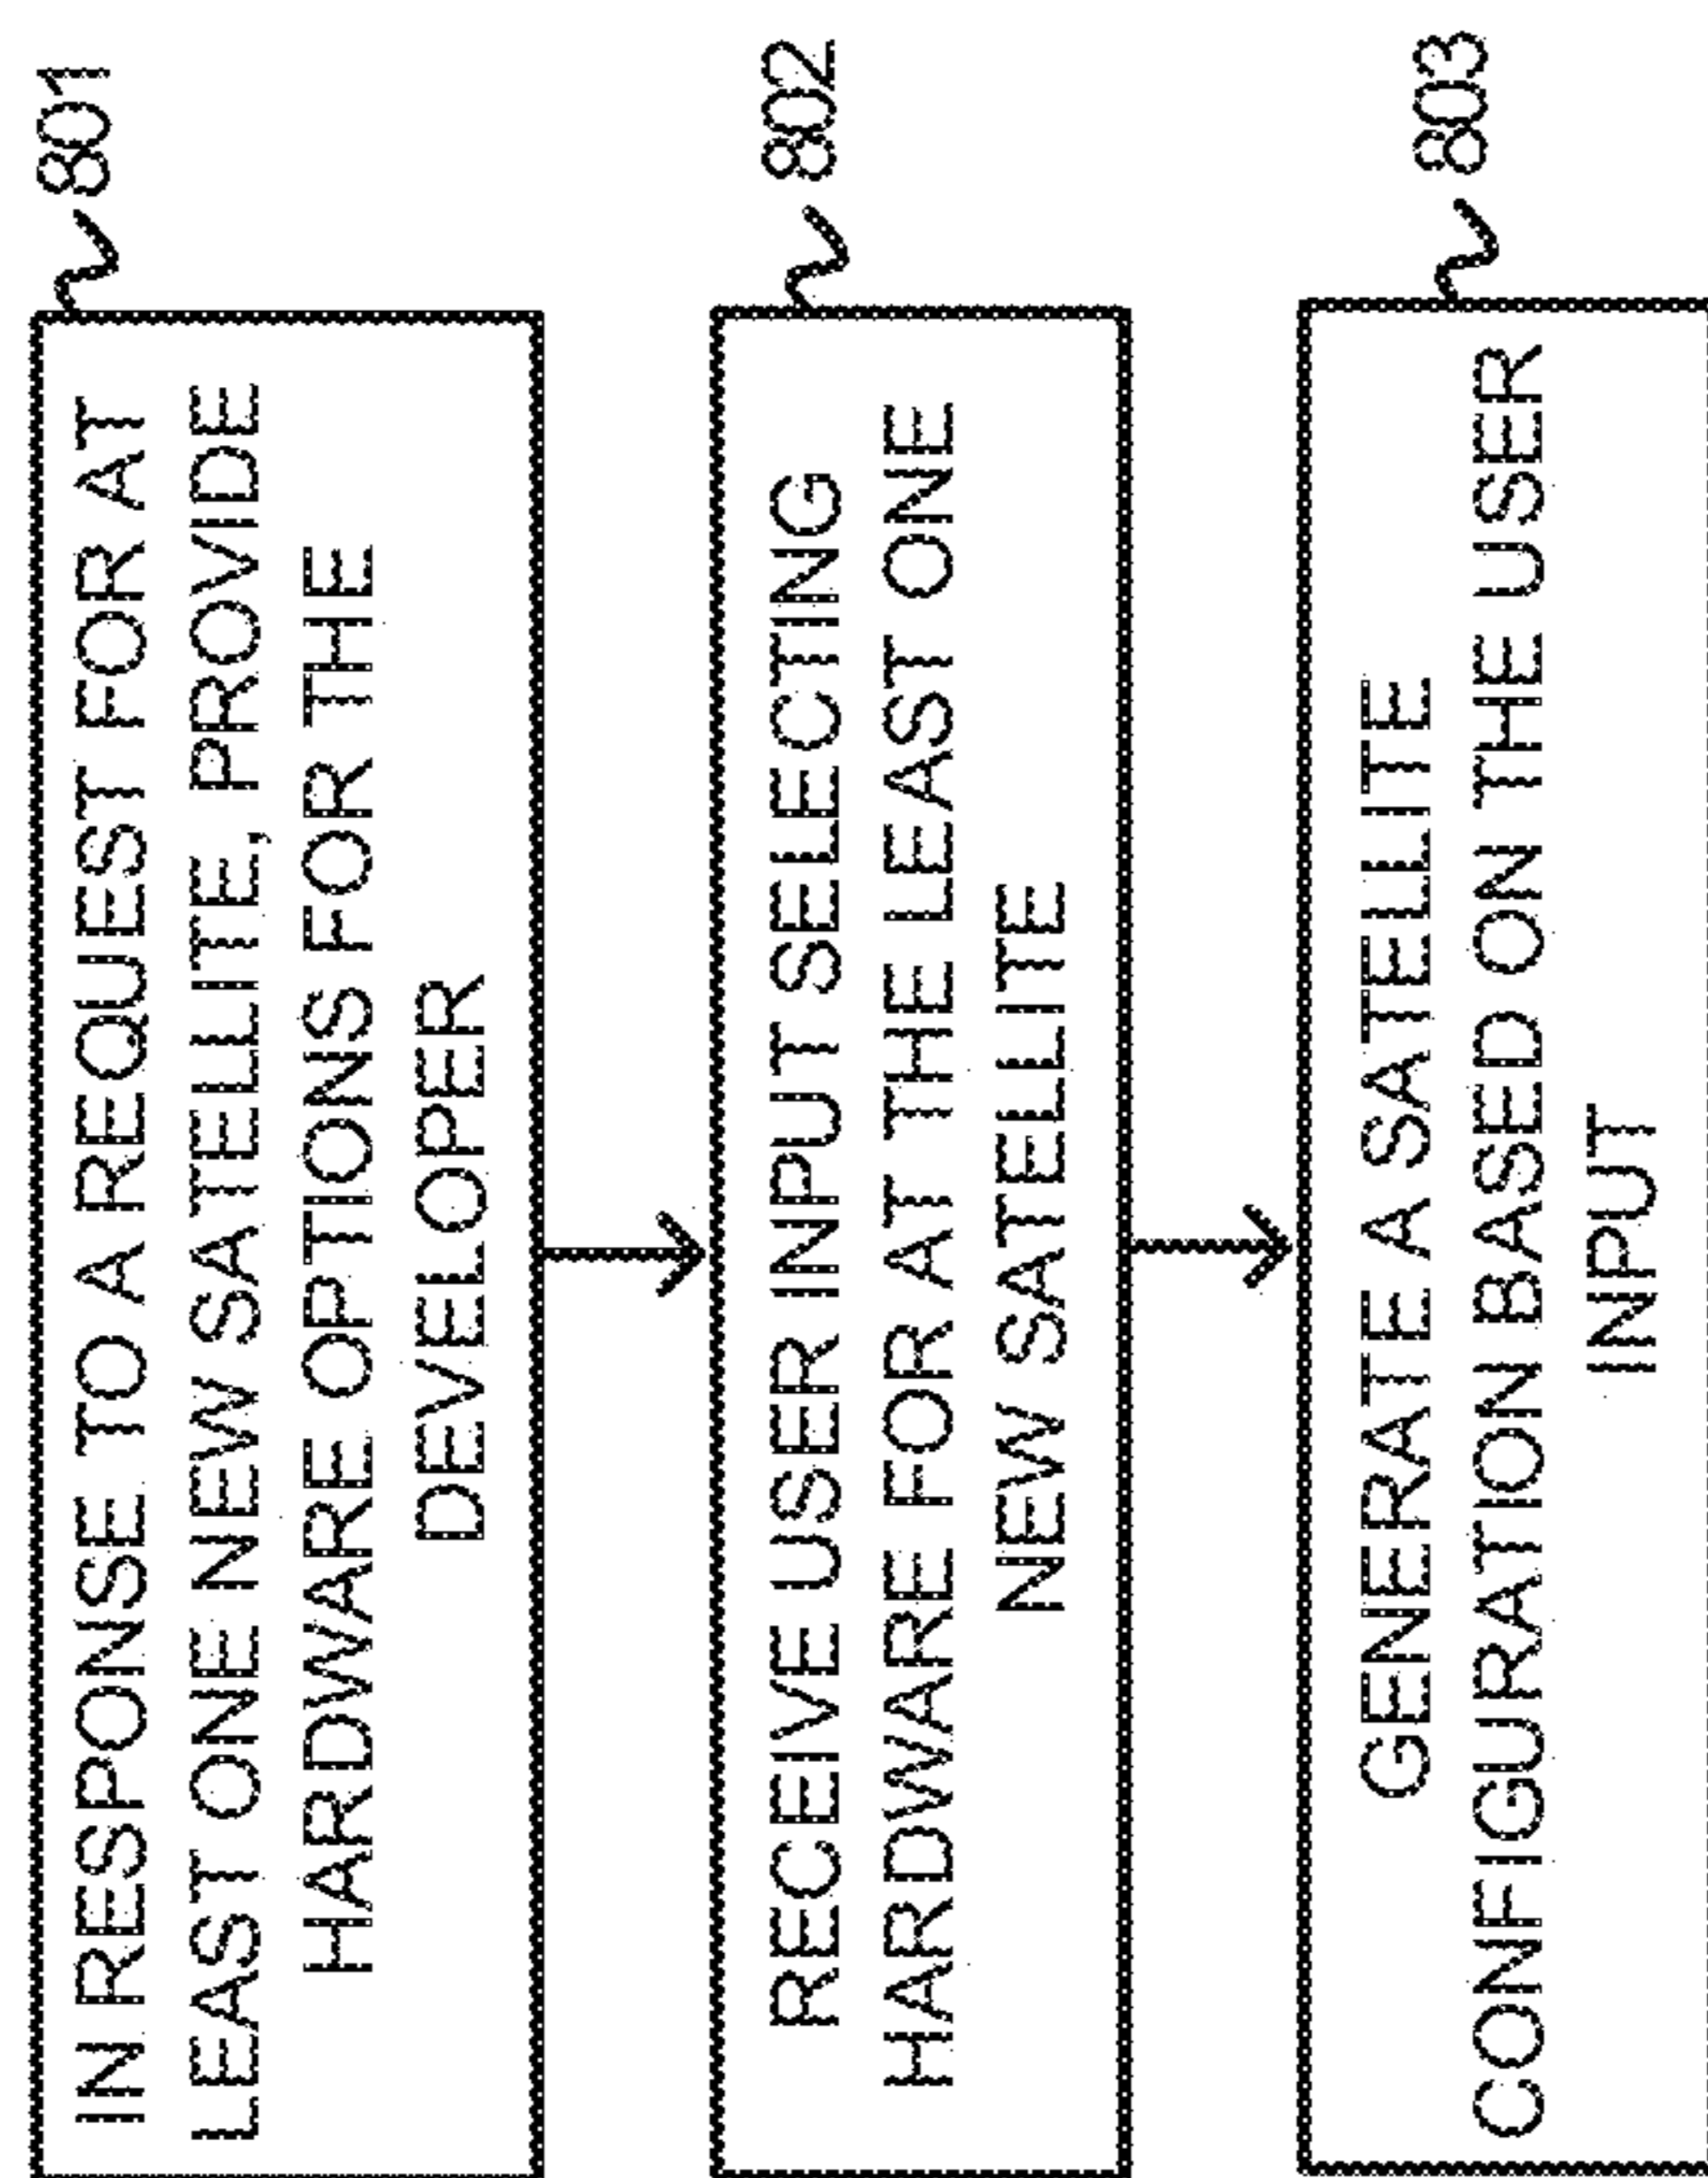 IN RESPONSE TO A REQUEST FOR AT
LEAST ONE NEW SATELLITE, PROVIDE
HARDWARE OPTIONS FOR THE
DEVELOPER
801
RECEIVE USER INPUT SELECTING
HARDWARE FOR AT THE LEAST ONE
NEW SATELLITE
802
GENERATE A SATELLITE
CONFIGURATION BASED ON THE USER
INPUT
803